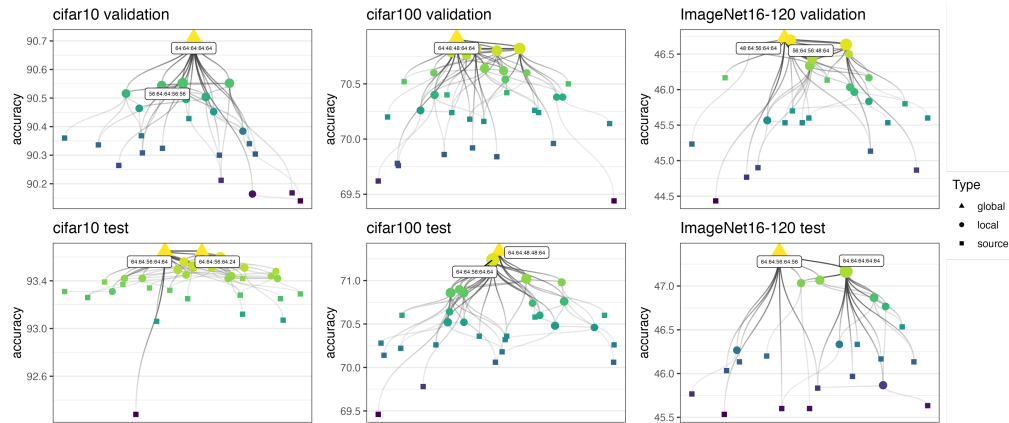 cifar10 validation
cifar100 validation
ImageNet16-120 validation
accuracy
90.7
90.6
90.5
90.4
90.3
90.2
64:64:64:64:64
56:64:64:56:56
accuracy
70.5
70.0
69.5
64:48:48:64:64
accuracy
46.5
46.0
45.5
45.0
44.5
48:64:56:64:64
56:64:56:48:64
Type
global
local
source
cifar10 test
cifar100 test
ImageNet16-120 test
accuracy
93.4
93.0
92.6
64:64:56:64:64
64:64:56:64:24
accuracy
71.0
70.5
70.0
69.5
64:64:48:48:64
64:64:56:64:64
accuracy
47.0
46.5
46.0
45.5
64:64:56:64:56
64:64:64:64:64